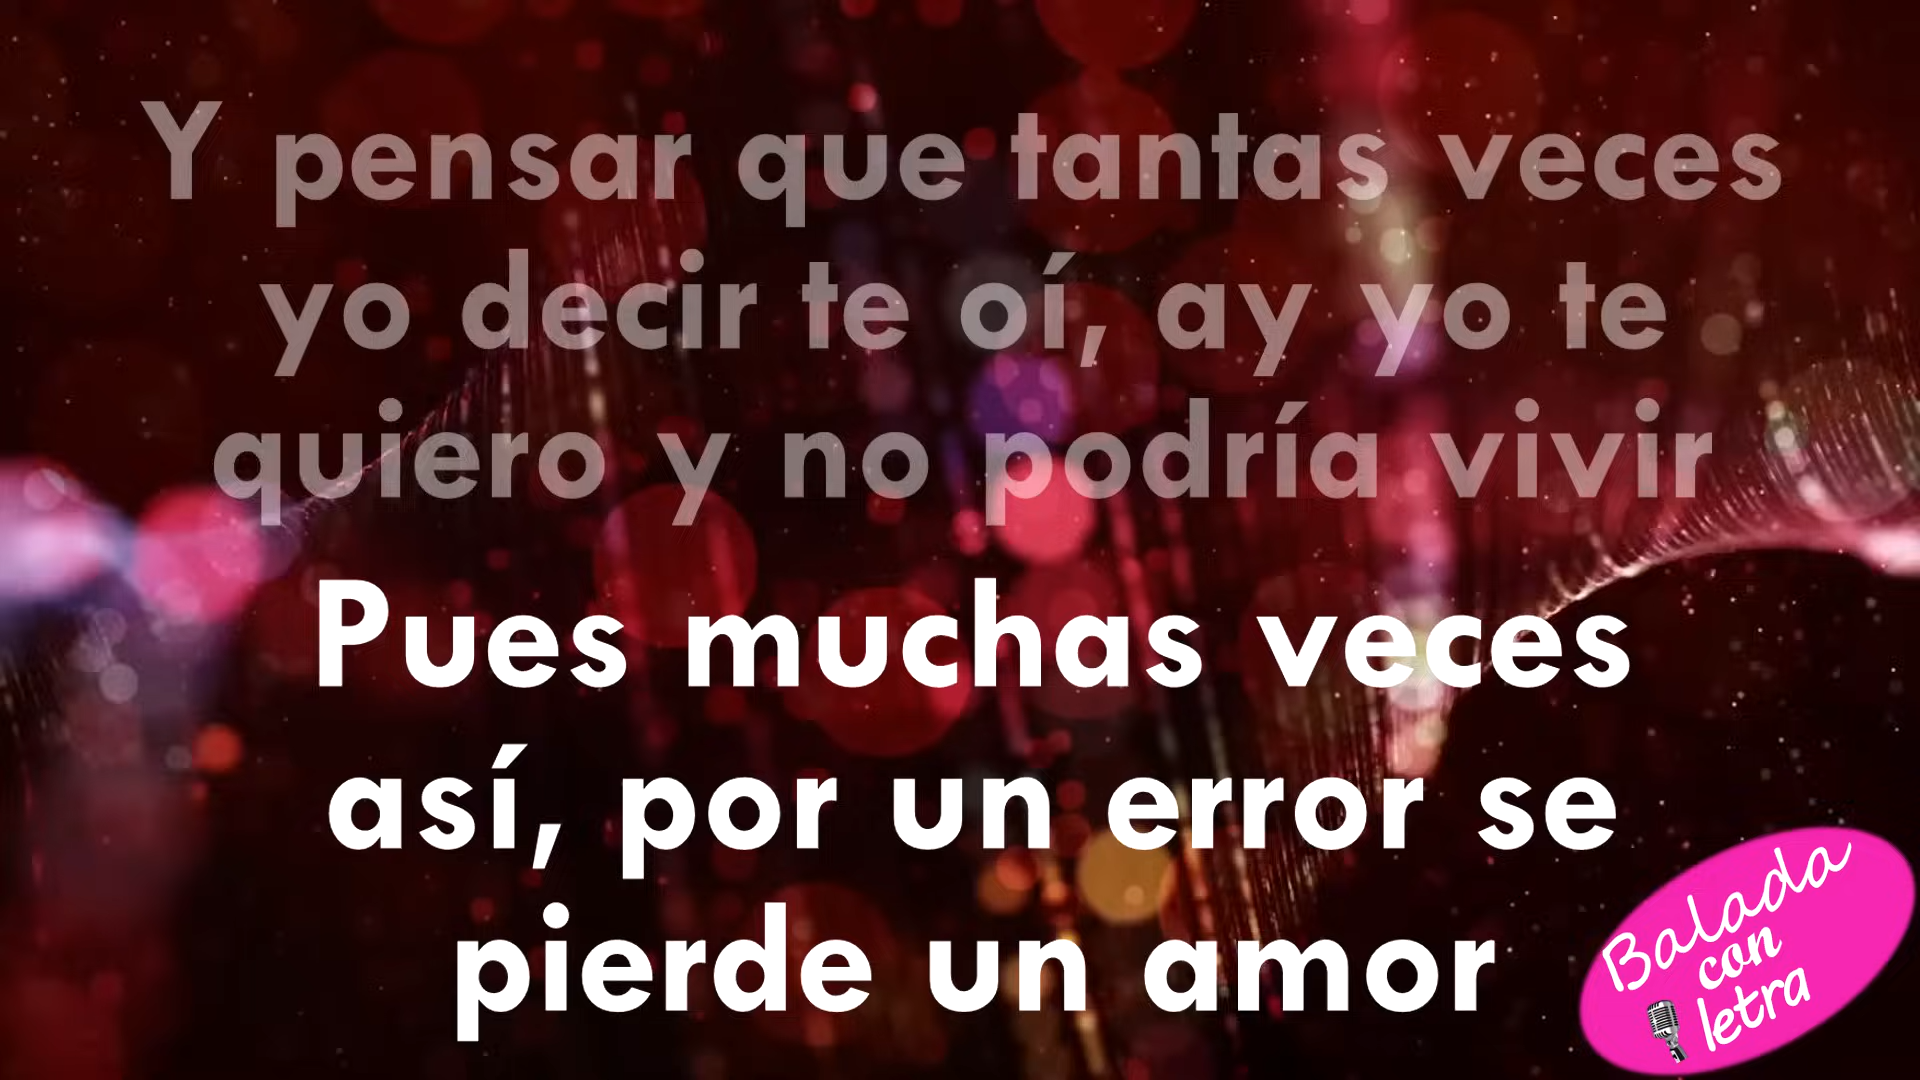 Y pensar que tantas veces
yo decir te oí, ay yo te
quiero y no podría vivir
Pues muchas veces
así, por un error se
pierde un amor
Balada
con
letra